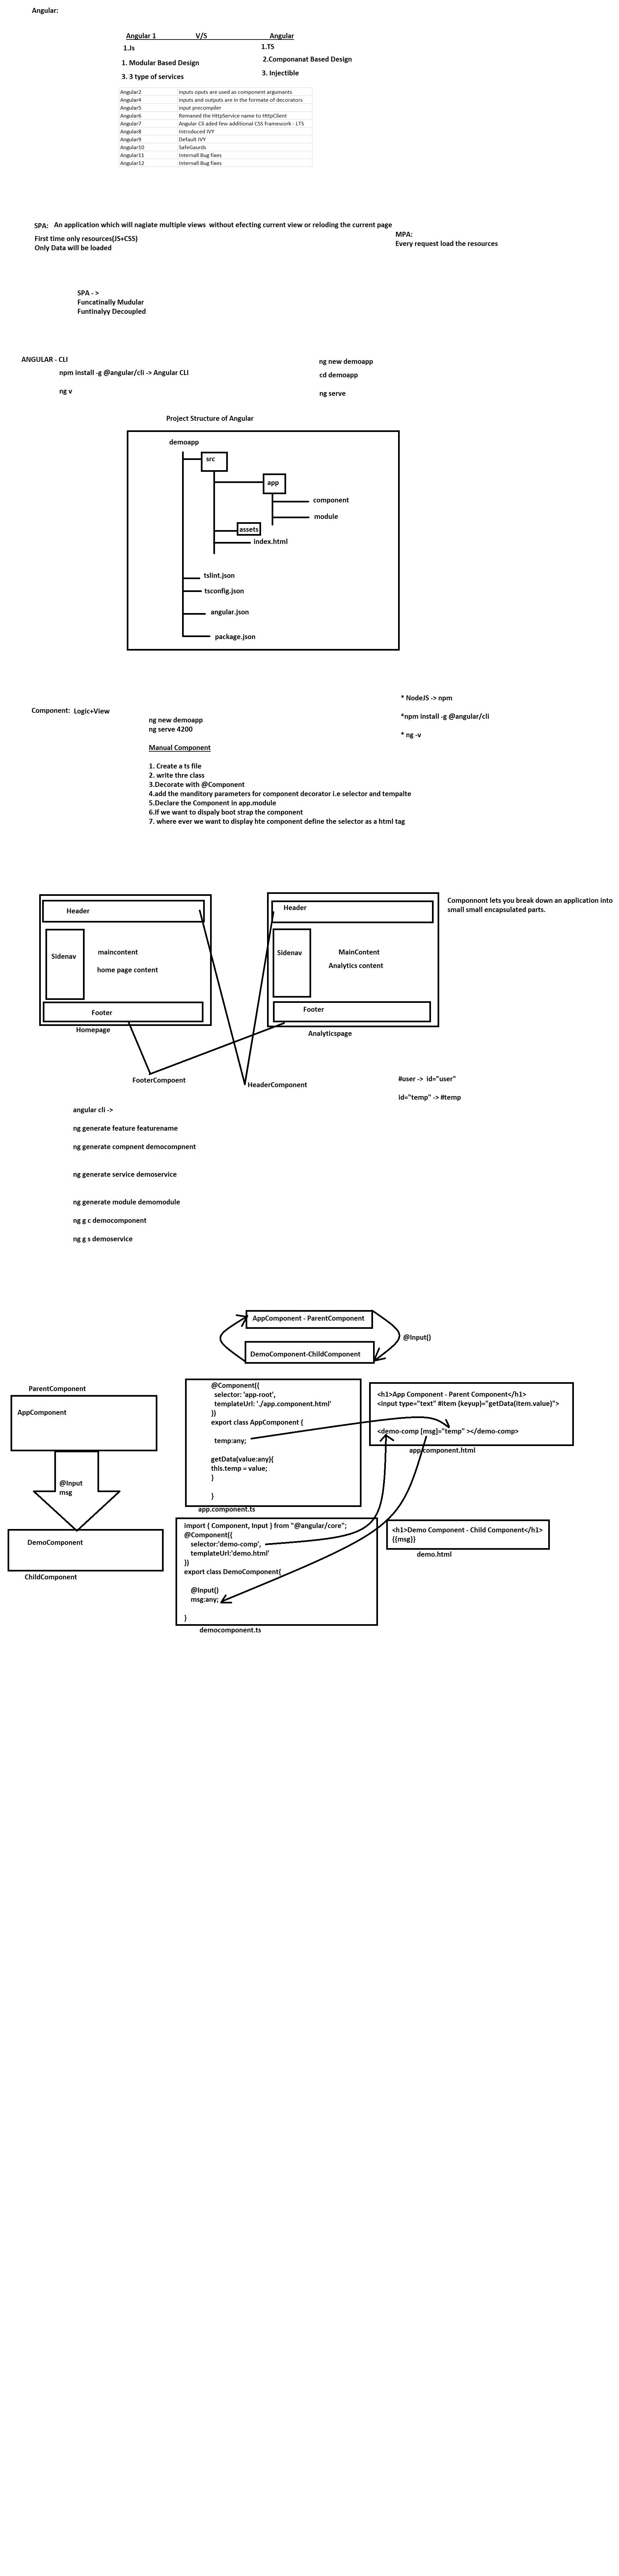 Angular:
Angular 1 V/S Angular
1.Js
1.TS
1. Modular Based Design
2.Componanat Based Design
3. 3 type of services
3. Injectible
Angular2 inputs oputs are used as component argumants
Angular4 inputs and outputs are in the formate of decorators
Angular5 input precompiler
Angular6 Remaned the HttpService name to HttpClient
Angular7 Angular Cli aded few additional CSS framework - LTS
Angular8 Introduced IVY
Angular9 Default IVY
Angular10 SafeGaurds
Angular11 Internall Bug fixes
Angular12 Internall Bug fixes
SPA: An application which will nagiate multiple views without efecting current view or reloding the current page
First time only resources(JS+CSS)
Only Data will be loaded
MPA:
Every request load the resources
SPA - >
Funcatinally Mudular
Funtinalyy Decoupled
ANGULAR - CLI
npm install -g @angular/cli -> Angular CLI
ng v
ng new demoapp
cd demoapp
ng serve
Project Structure of Angular
demoapp
src
app
component
module
assets
index.html
tslint.json
tsconfig.json
angular.json
package.json
* NodeJS -> npm
*npm install -g @angular/cli
* ng -v
Component: Logic+View
ng new demoapp
ng serve 4200
Manual Component
1. Create a ts file
2. write thre class
3.Decorate with @Component
4.add the manditory parameters for component decorator i.e selector and tempalte
5.Declare the Component in app.module
6.If we want to dispaly boot strap the component
7. where ever we want to display hte component define the selector as a html tag
Header
Sidenav
maincontent
home page content
Footer
Homepage
Header
Sidenav
MainContent
Analytics content
Footer
Analyticspage
Componnont lets you break down an application into
small small encapsulated parts.
FooterCompoent
HeaderComponent
#user -> id="user"
id="temp" -> #temp
angular cli ->
ng generate feature featurename
ng generate compnent democompnent
ng generate service demoservice
ng generate module demomodule
ng g c democomponent
ng g s demoservice
AppComponent - ParentComponent
@Input()
DemoComponent-ChildComponent
ParentComponent
AppComponent
@Input
msg
DemoComponent
ChildComponent
@Component({
selector: 'app-root',
templateUrl: './app.component.html'
})
export class AppComponent {
temp:any;
getData(value:any){
this.temp = value;
}
}
app.component.ts
<h1>App Component - Parent Component</h1>
<input type="text" #item (keyup)="getData(item.value)">
<demo-comp [msg]="temp" ></demo-comp>
app.component.html
import { Component, Input } from "@angular/core";
@Component({
selector:'demo-comp',
templateUrl:'demo.html'
})
export class DemoComponent{
@Input()
msg:any;
}
democomponent.ts
<h1>Demo Component - Child Component</h1>
{{msg}}
demo.html